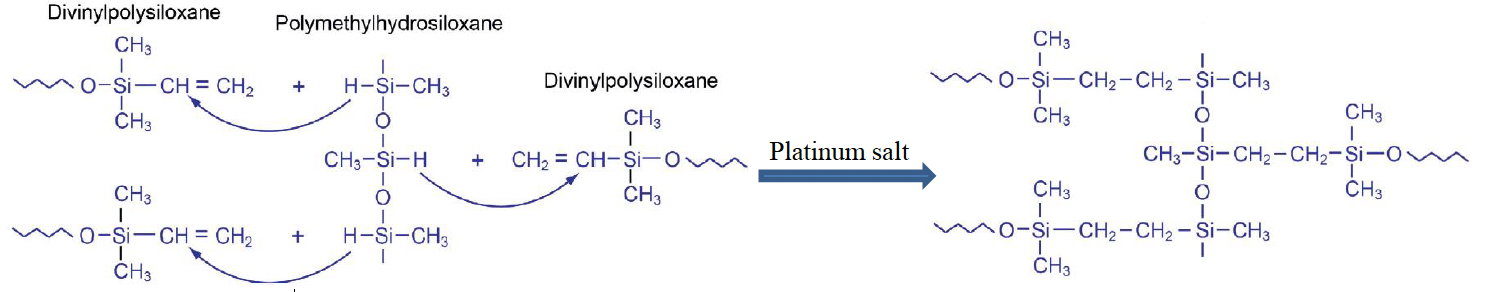 Divinylpolysiloxane
Polymethylhydrosiloxane
CH₃
O–Si–CH=CH₂
CH₃
+
H–Si–CH₃
O
CH₃–Si–H
O
H–Si–CH₃
+
Divinylpolysiloxane
CH₃
CH₂=CH–Si–O
CH₃
CH₃
O–Si–CH=CH₂
CH₃
+
Platinum salt
CH₃
O–Si–CH₂–CH₂–Si–CH₃
CH₃
O
CH₃
CH₃–Si–CH₂–CH₂–Si–O
CH₃
O
CH₃
O–Si–CH₂–CH₂–Si–CH₃
CH₃